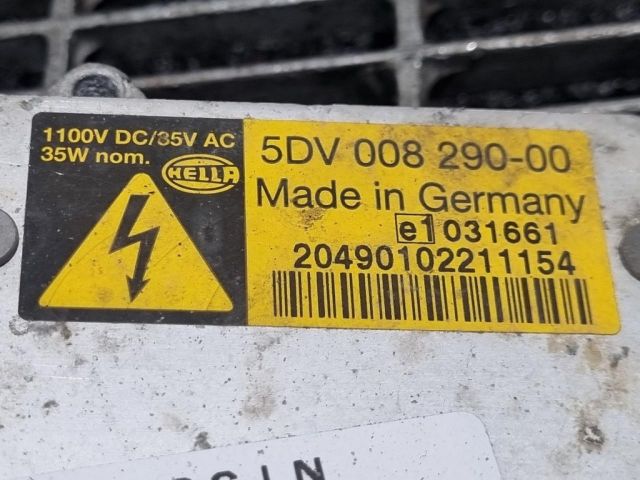 1100V DC/35V AC
35W nom.
HELLA
5DV 008 290-00
Made in Germany
e1 031661
20490102211154